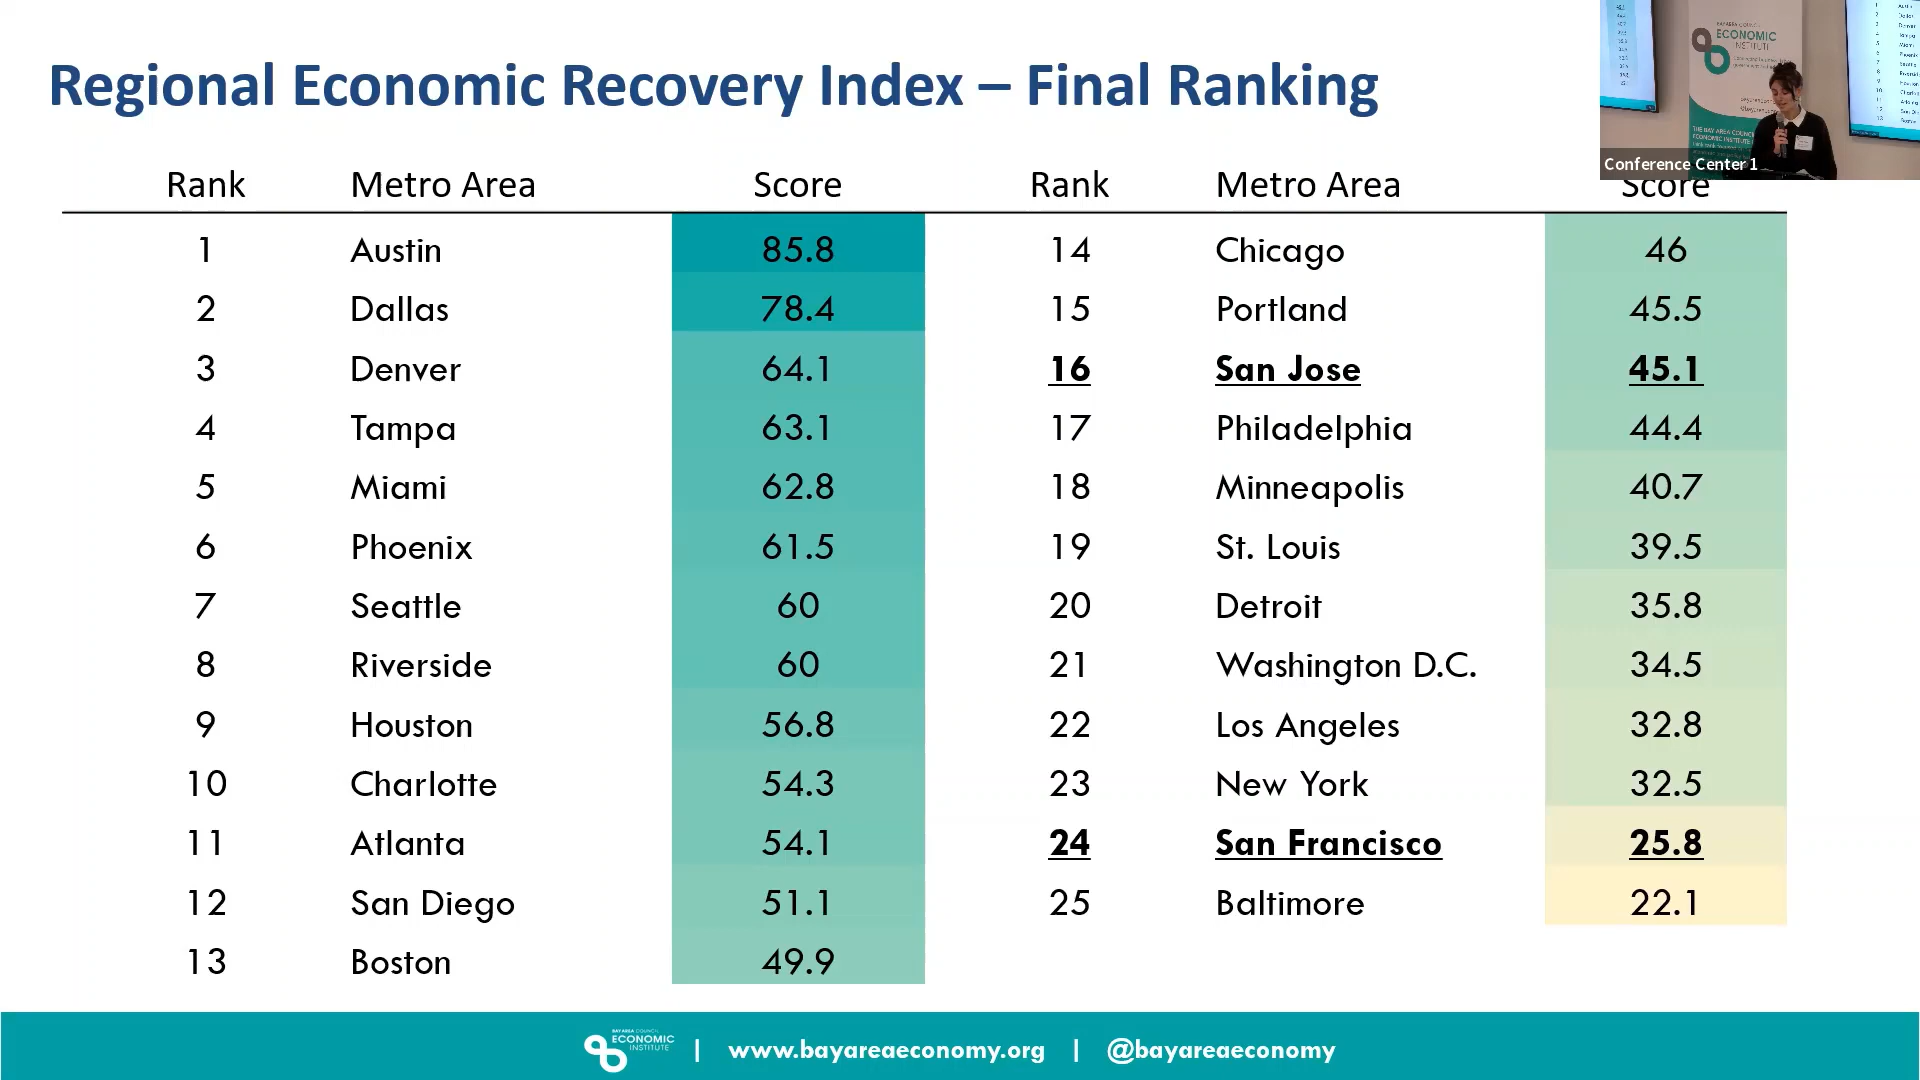 Regional Economic Recovery Index – Final Ranking
Rank Metro Area Score
1 Austin 85.8
2 Dallas 78.4
3 Denver 64.1
4 Tampa 63.1
5 Miami 62.8
6 Phoenix 61.5
7 Seattle 60
8 Riverside 60
9 Houston 56.8
10 Charlotte 54.3
11 Atlanta 54.1
12 San Diego 51.1
13 Boston 49.9
Rank Metro Area Score
14 Chicago 46
15 Portland 45.5
16 San Jose 45.1
17 Philadelphia 44.4
18 Minneapolis 40.7
19 St. Louis 39.5
20 Detroit 35.8
21 Washington D.C. 34.5
22 Los Angeles 32.8
23 New York 32.5
24 San Francisco 25.8
25 Baltimore 22.1
BAY AREA COUNCIL
ECONOMIC
INSTITUTE
Conference Center 1
BAY AREA COUNCIL
ECONOMIC
INSTITUTE
| www.bayareaeconomy.org | @bayareaeconomy